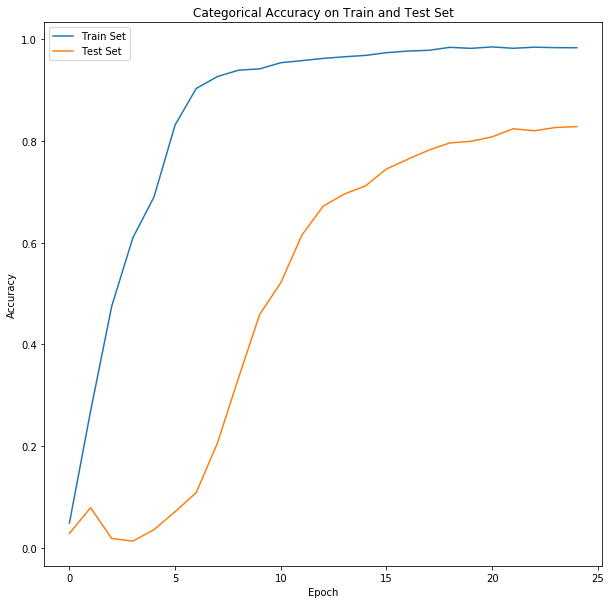 Categorical Accuracy on Train and Test Set
Train Set
Test Set
1.0
0.8
0.6
0.4
0.2
0.0
Accuracy
0 5 10 15 20 25
Epoch